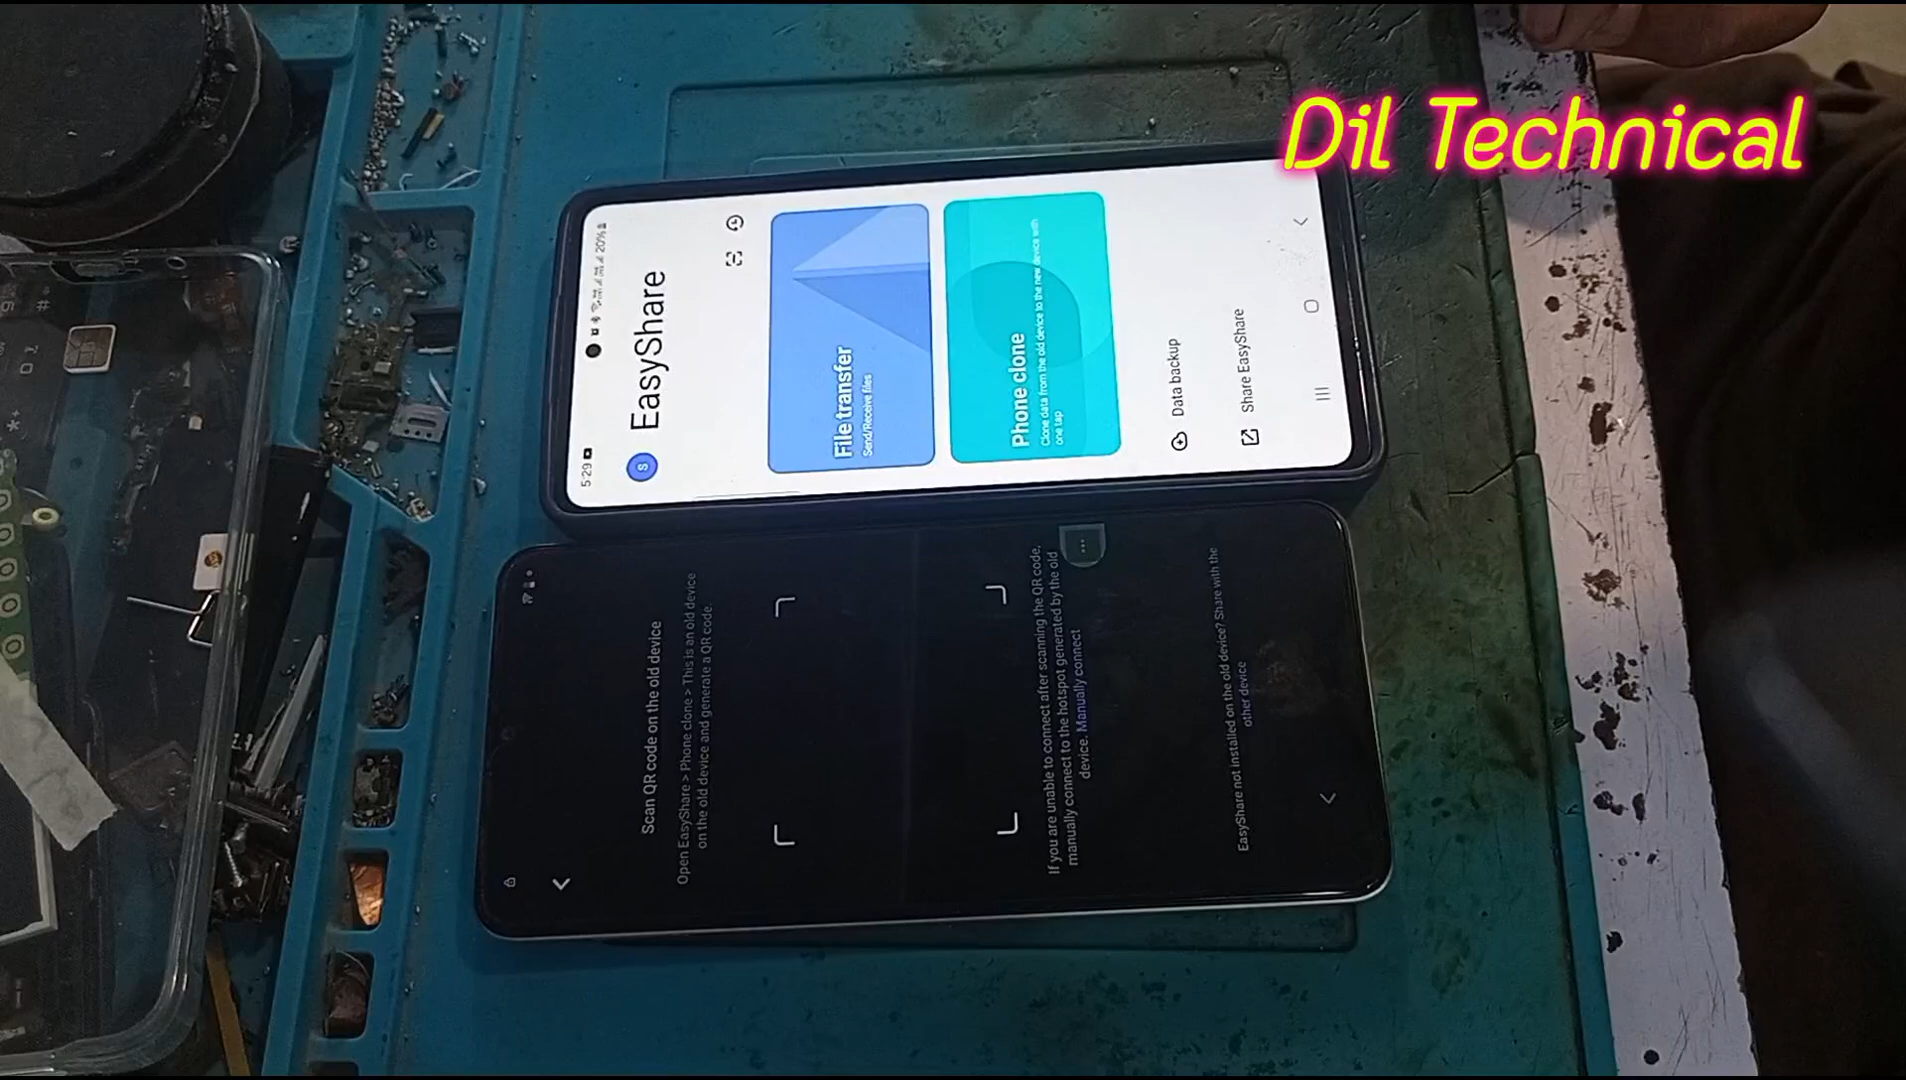 Dil Technical
5:29
20%
S
EasyShare
File transfer
Send/Receive files
Phone clone
Clone data from the old device to the new device with
one tap
Data backup
Share EasyShare
Scan QR code on the old device
Open EasyShare > Phone clone > This is an old device
on the old device and generate a QR code.
If you are unable to connect after scanning the QR code,
manually connect to the hotspot generated by the old
device. Manually connect
EasyShare not installed on the old device? Share with the
other device